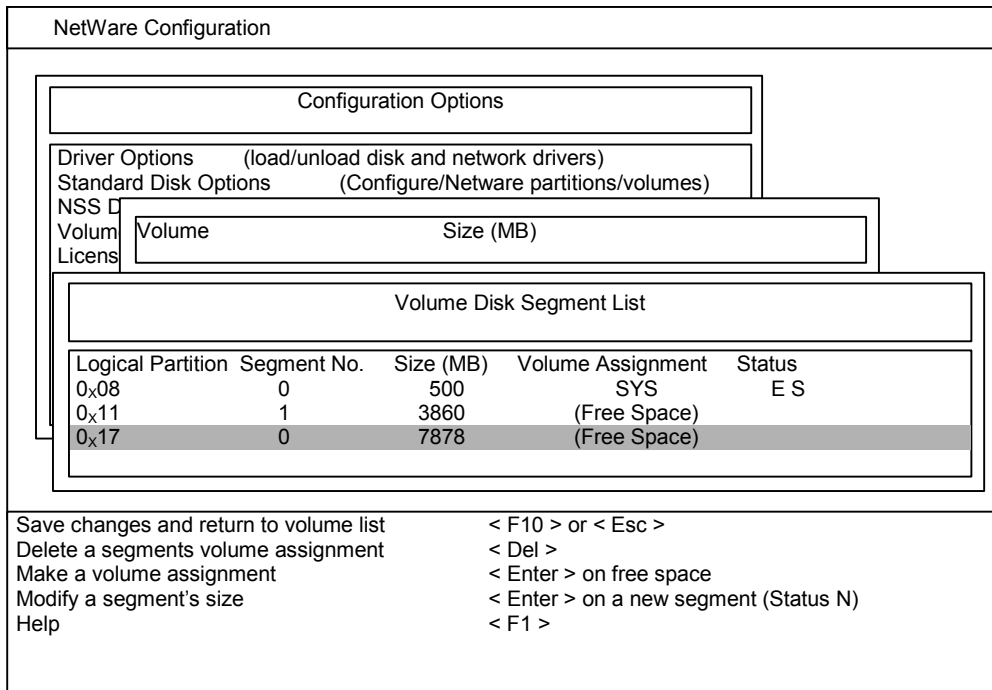 NetWare Configuration
Configuration Options
Driver Options (load/unload disk and network drivers)
Standard Disk Options (Configure/Netware partitions/volumes)
NSS D
Volum
Licens
Volume Size (MB)
Volume Disk Segment List
Logical Partition Segment No. Size (MB) Volume Assignment Status
0x08 0 500 SYS E S
0x11 1 3860 (Free Space)
0x17 0 7878 (Free Space)
Save changes and return to volume list < F10 > or < Esc >
Delete a segments volume assignment < Del >
Make a volume assignment < Enter > on free space
Modify a segment’s size < Enter > on a new segment (Status N)
Help < F1 >